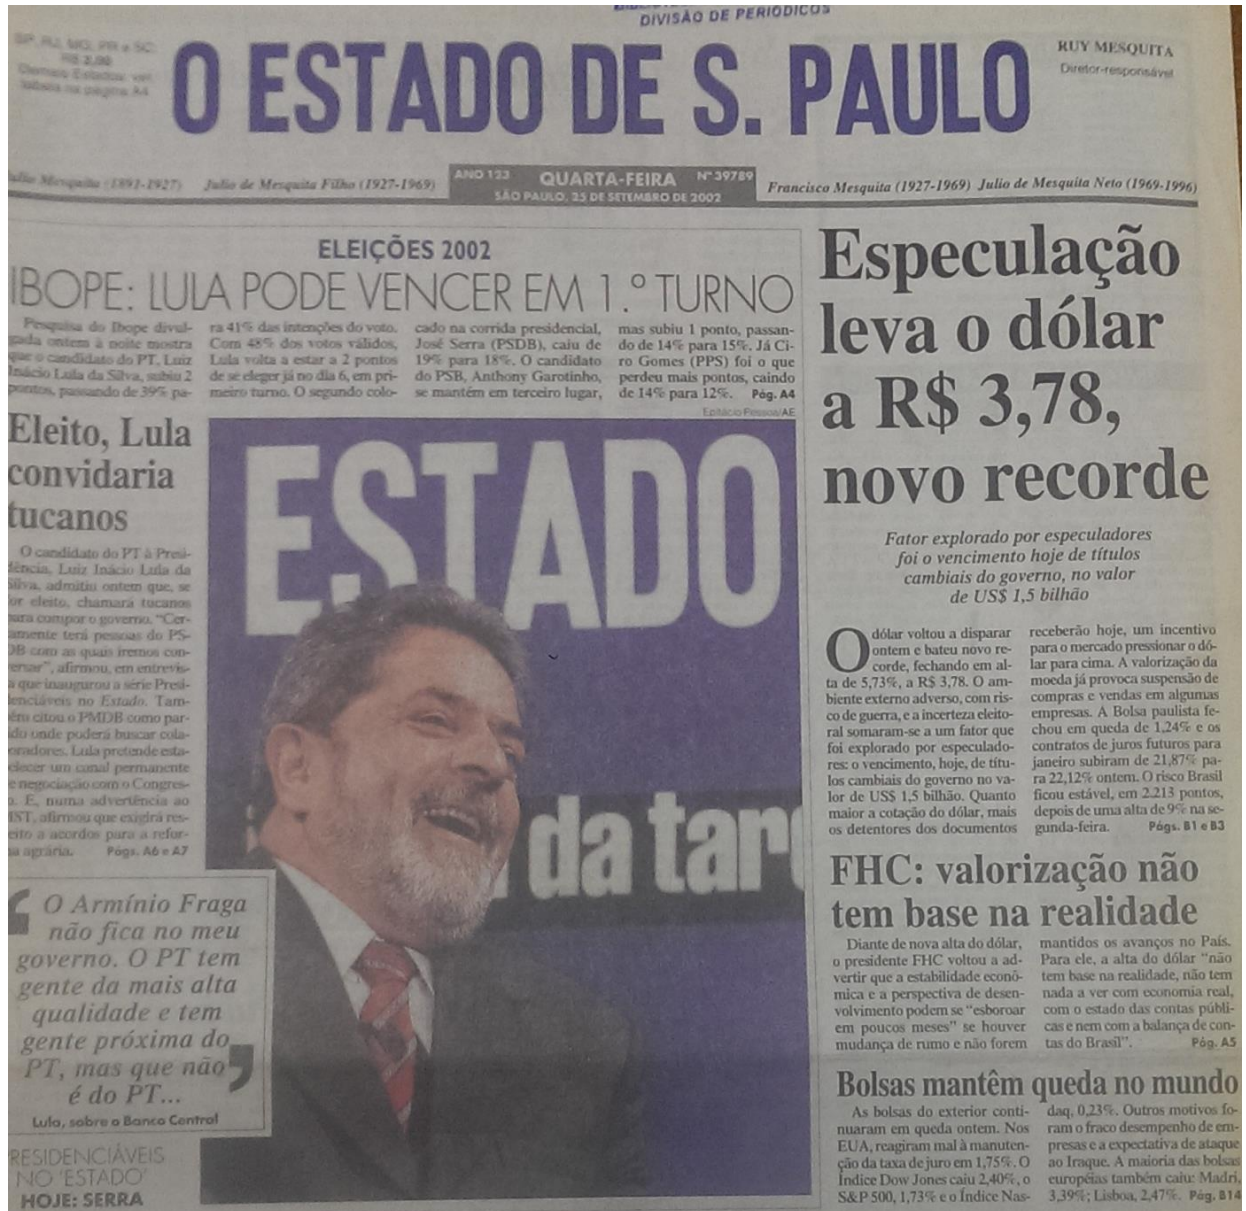 DIVISÃO DE PERIÓDICOS
SP, RJ, MG, PR e SC:
R$ 2,00
Demais Estados: ver
tabela na página A4
O ESTADO DE S. PAULO
RUY MESQUITA
Diretor-responsável
Julio Mesquita (1891-1927)
Julio de Mesquita Filho (1927-1969)
ANO 123 QUARTA-FEIRA Nº 39789
SÃO PAULO, 25 DE SETEMBRO DE 2002
Francisco Mesquita (1927-1969) Julio de Mesquita Neto (1969-1996)
ELEIÇÕES 2002
IBOPE: LULA PODE VENCER EM 1.º TURNO
Pesquisa do Ibope divul-
gada ontem à noite mostra
que o candidato do PT, Luiz
Inácio Lula da Silva, subiu 2
pontos, passando de 39% pa-
ra 41% das intenções do voto.
Com 48% dos votos válidos,
Lula volta a estar a 2 pontos
de se eleger já no dia 6, em pri-
meiro turno. O segundo colo-
cado na corrida presidencial,
José Serra (PSDB), caiu de
19% para 18%. O candidato
do PSB, Anthony Garotinho,
se mantém em terceiro lugar,
mas subiu 1 ponto, passan-
do de 14% para 15%. Já Ci-
ro Gomes (PPS) foi o que
perdeu mais pontos, caindo
de 14% para 12%. Pág. A4
Epitácio Pessoa/AE
Eleito, Lula
convidaria
tucanos
O candidato do PT à Presi-
dência, Luiz Inácio Lula da
Silva, admitiu ontem que, se
for eleito, chamará tucanos
para compor o governo. "Cer-
tamente terá pessoas do PS-
DB com as quais iremos con-
versar", afirmou, em entrevis-
ta que inaugurou a série Presi-
denciáveis no Estado. Tam-
bém citou o PMDB como par-
tido onde poderá buscar cola-
boradores. Lula pretende esta-
belecer um canal permanente
de negociação com o Congres-
so. E, numa advertência ao
MST, afirmou que exigirá res-
peito a acordos para a refor-
ma agrária. Págs. A6 e A7
ESTADO
da tard
‘O Armínio Fraga
não fica no meu
governo. O PT tem
gente da mais alta
qualidade e tem
gente próxima do
PT, mas que não
é do PT...’
Lula, sobre o Banco Central
PRESIDENCIÁVEIS
NO 'ESTADO'
HOJE: SERRA
Especulação
leva o dólar
a R$ 3,78,
novo recorde
Fator explorado por especuladores
foi o vencimento hoje de títulos
cambiais do governo, no valor
de US$ 1,5 bilhão
O dólar voltou a disparar
ontem e bateu novo re-
corde, fechando em al-
ta de 5,73%, a R$ 3,78. O am-
biente externo adverso, com ris-
co de guerra, e a incerteza eleito-
ral somaram-se a um fator que
foi explorado por especulado-
res: o vencimento, hoje, de títu-
los cambiais do governo no va-
lor de US$ 1,5 bilhão. Quanto
maior a cotação do dólar, mais
os detentores dos documentos
receberão hoje, um incentivo
para o mercado pressionar o dó-
lar para cima. A valorização da
moeda já provoca suspensão de
compras e vendas em algumas
empresas. A Bolsa paulista fe-
chou em queda de 1,24% e os
contratos de juros futuros para
janeiro subiram de 21,87% pa-
ra 22,12% ontem. O risco Brasil
ficou estável, em 2.213 pontos,
depois de uma alta de 9% na se-
gunda-feira. Págs. B1 e B3
FHC: valorização não
tem base na realidade
Diante de nova alta do dólar,
o presidente FHC voltou a ad-
vertir que a estabilidade econô-
mica e a perspectiva de desen-
volvimento podem se "esboroar
em poucos meses" se houver
mudança de rumo e não forem
mantidos os avanços no País.
Para ele, a alta do dólar "não
tem base na realidade, não tem
nada a ver com economia real,
com o estado das contas públi-
cas e nem com a balança de con-
tas do Brasil". Pág. A5
Bolsas mantêm queda no mundo
As bolsas do exterior conti-
nuaram em queda ontem. Nos
EUA, reagiram mal à manuten-
ção da taxa de juro em 1,75%. O
Índice Dow Jones caiu 2,40%, o
S&P 500, 1,73% e o Índice Nas-
daq, 0,23%. Outros motivos fo-
ram o fraco desempenho de em-
presas e a expectativa de ataque
ao Iraque. A maioria das bolsas
européias também caiu: Madri,
3,39%; Lisboa, 2,47%. Pág. B14